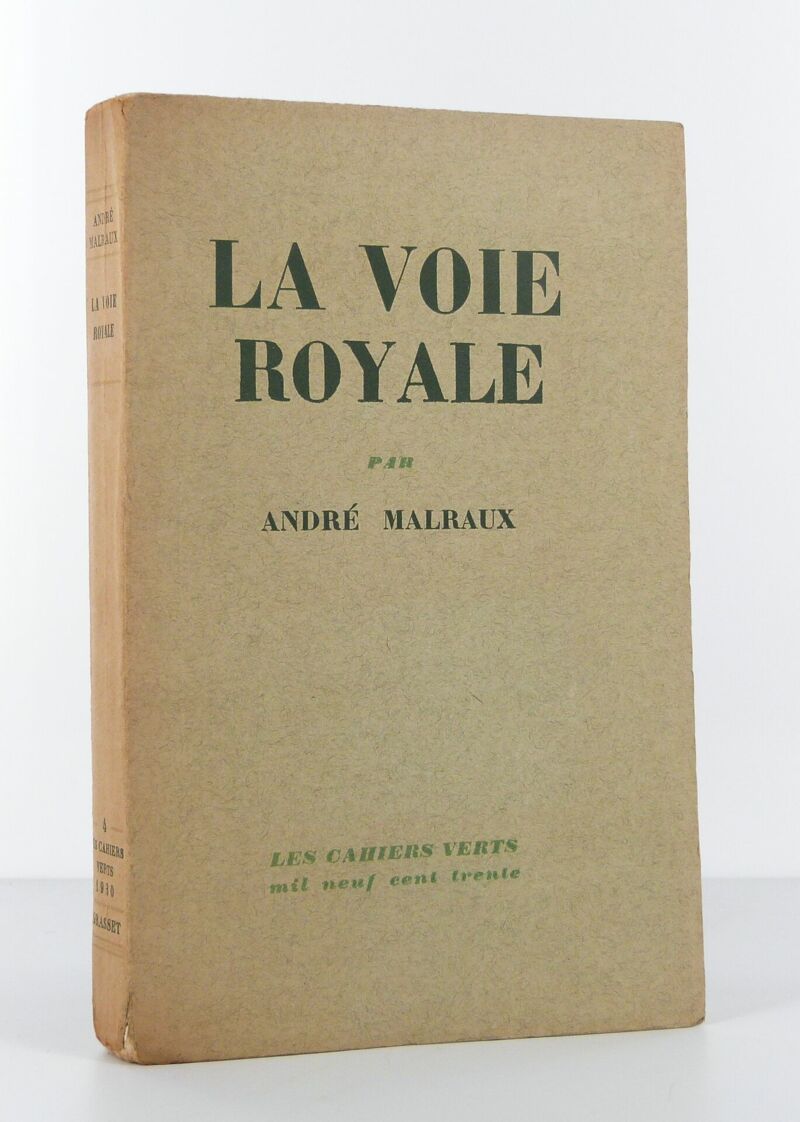 LA VOIE
ROYALE
PAR
ANDRÉ MALRAUX
LES CAHIERS VERTS
mil neuf cent trente
ANDRÉ
MALRAUX
LA VOIE
ROYALE
4
CAHIERS
VERTS
1930
GRASSET